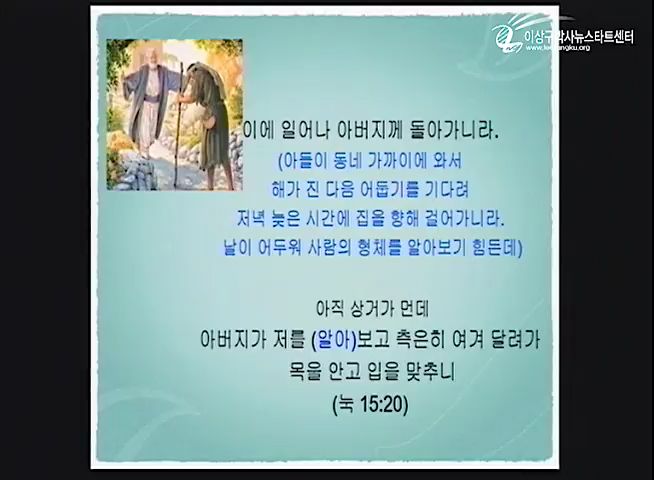 이상구박사뉴스타트센터
이에 일어나 아버지께 돌아가니라.
(아들이 동네 가까이에 와서
해가 진 다음 어둡기를 기다려
저녁 늦은 시간에 집을 향해 걸어가니라.
날이 어두워 사람의 형체를 알아보기 힘든데)
아직 상거가 먼데
아버지가 저를 (알아)보고 측은히 여겨 달려가
목을 안고 입을 맞추니
(눅 15:20)